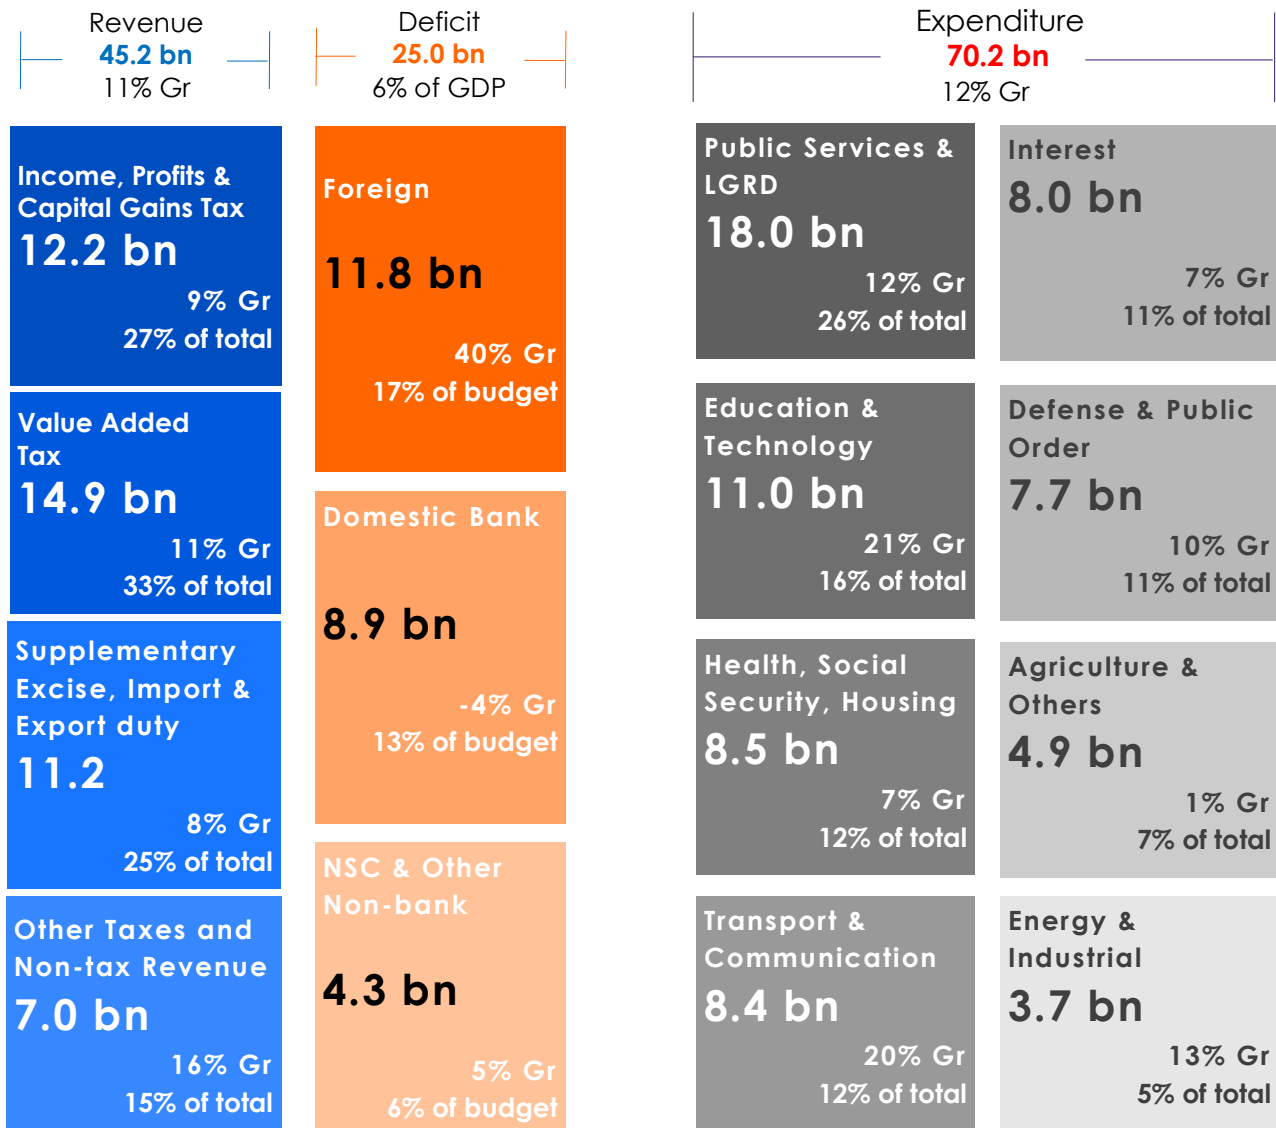 Revenue
45.2 bn
11% Gr
Deficit
25.0 bn
6% of GDP
Expenditure
70.2 bn
12% Gr
Income, Profits &
Capital Gains Tax
12.2 bn
9% Gr
27% of total
Value Added
Tax
14.9 bn
11% Gr
33% of total
Supplementary
Excise, Import &
Export duty
11.2
8% Gr
25% of total
Other Taxes and
Non-tax Revenue
7.0 bn
16% Gr
15% of total
Foreign
11.8 bn
40% Gr
17% of budget
Domestic Bank
8.9 bn
-4% Gr
13% of budget
NSC & Other
Non-bank
4.3 bn
5% Gr
6% of budget
Public Services &
LGRD
18.0 bn
12% Gr
26% of total
Education &
Technology
11.0 bn
21% Gr
16% of total
Health, Social
Security, Housing
8.5 bn
7% Gr
12% of total
Transport &
Communication
8.4 bn
20% Gr
12% of total
Interest
8.0 bn
7% Gr
11% of total
Defense & Public
Order
7.7 bn
10% Gr
11% of total
Agriculture &
Others
4.9 bn
1% Gr
7% of total
Energy &
Industrial
3.7 bn
13% Gr
5% of total